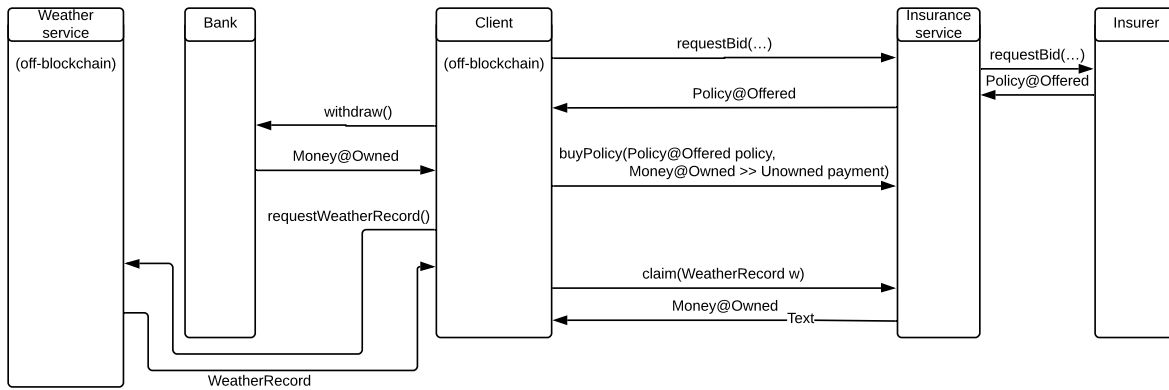 Weather
service
Bank
Client
Insurance
service
Insurer
(off-blockchain)
(off-blockchain)
requestBid(…)
requestBid(…)
Policy@Offered
Policy@Offered
withdraw()
Money@Owned
buyPolicy(Policy@Offered policy,
Money@Owned >> Unowned payment)
requestWeatherRecord()
claim(WeatherRecord w)
Money@Owned
Text
WeatherRecord